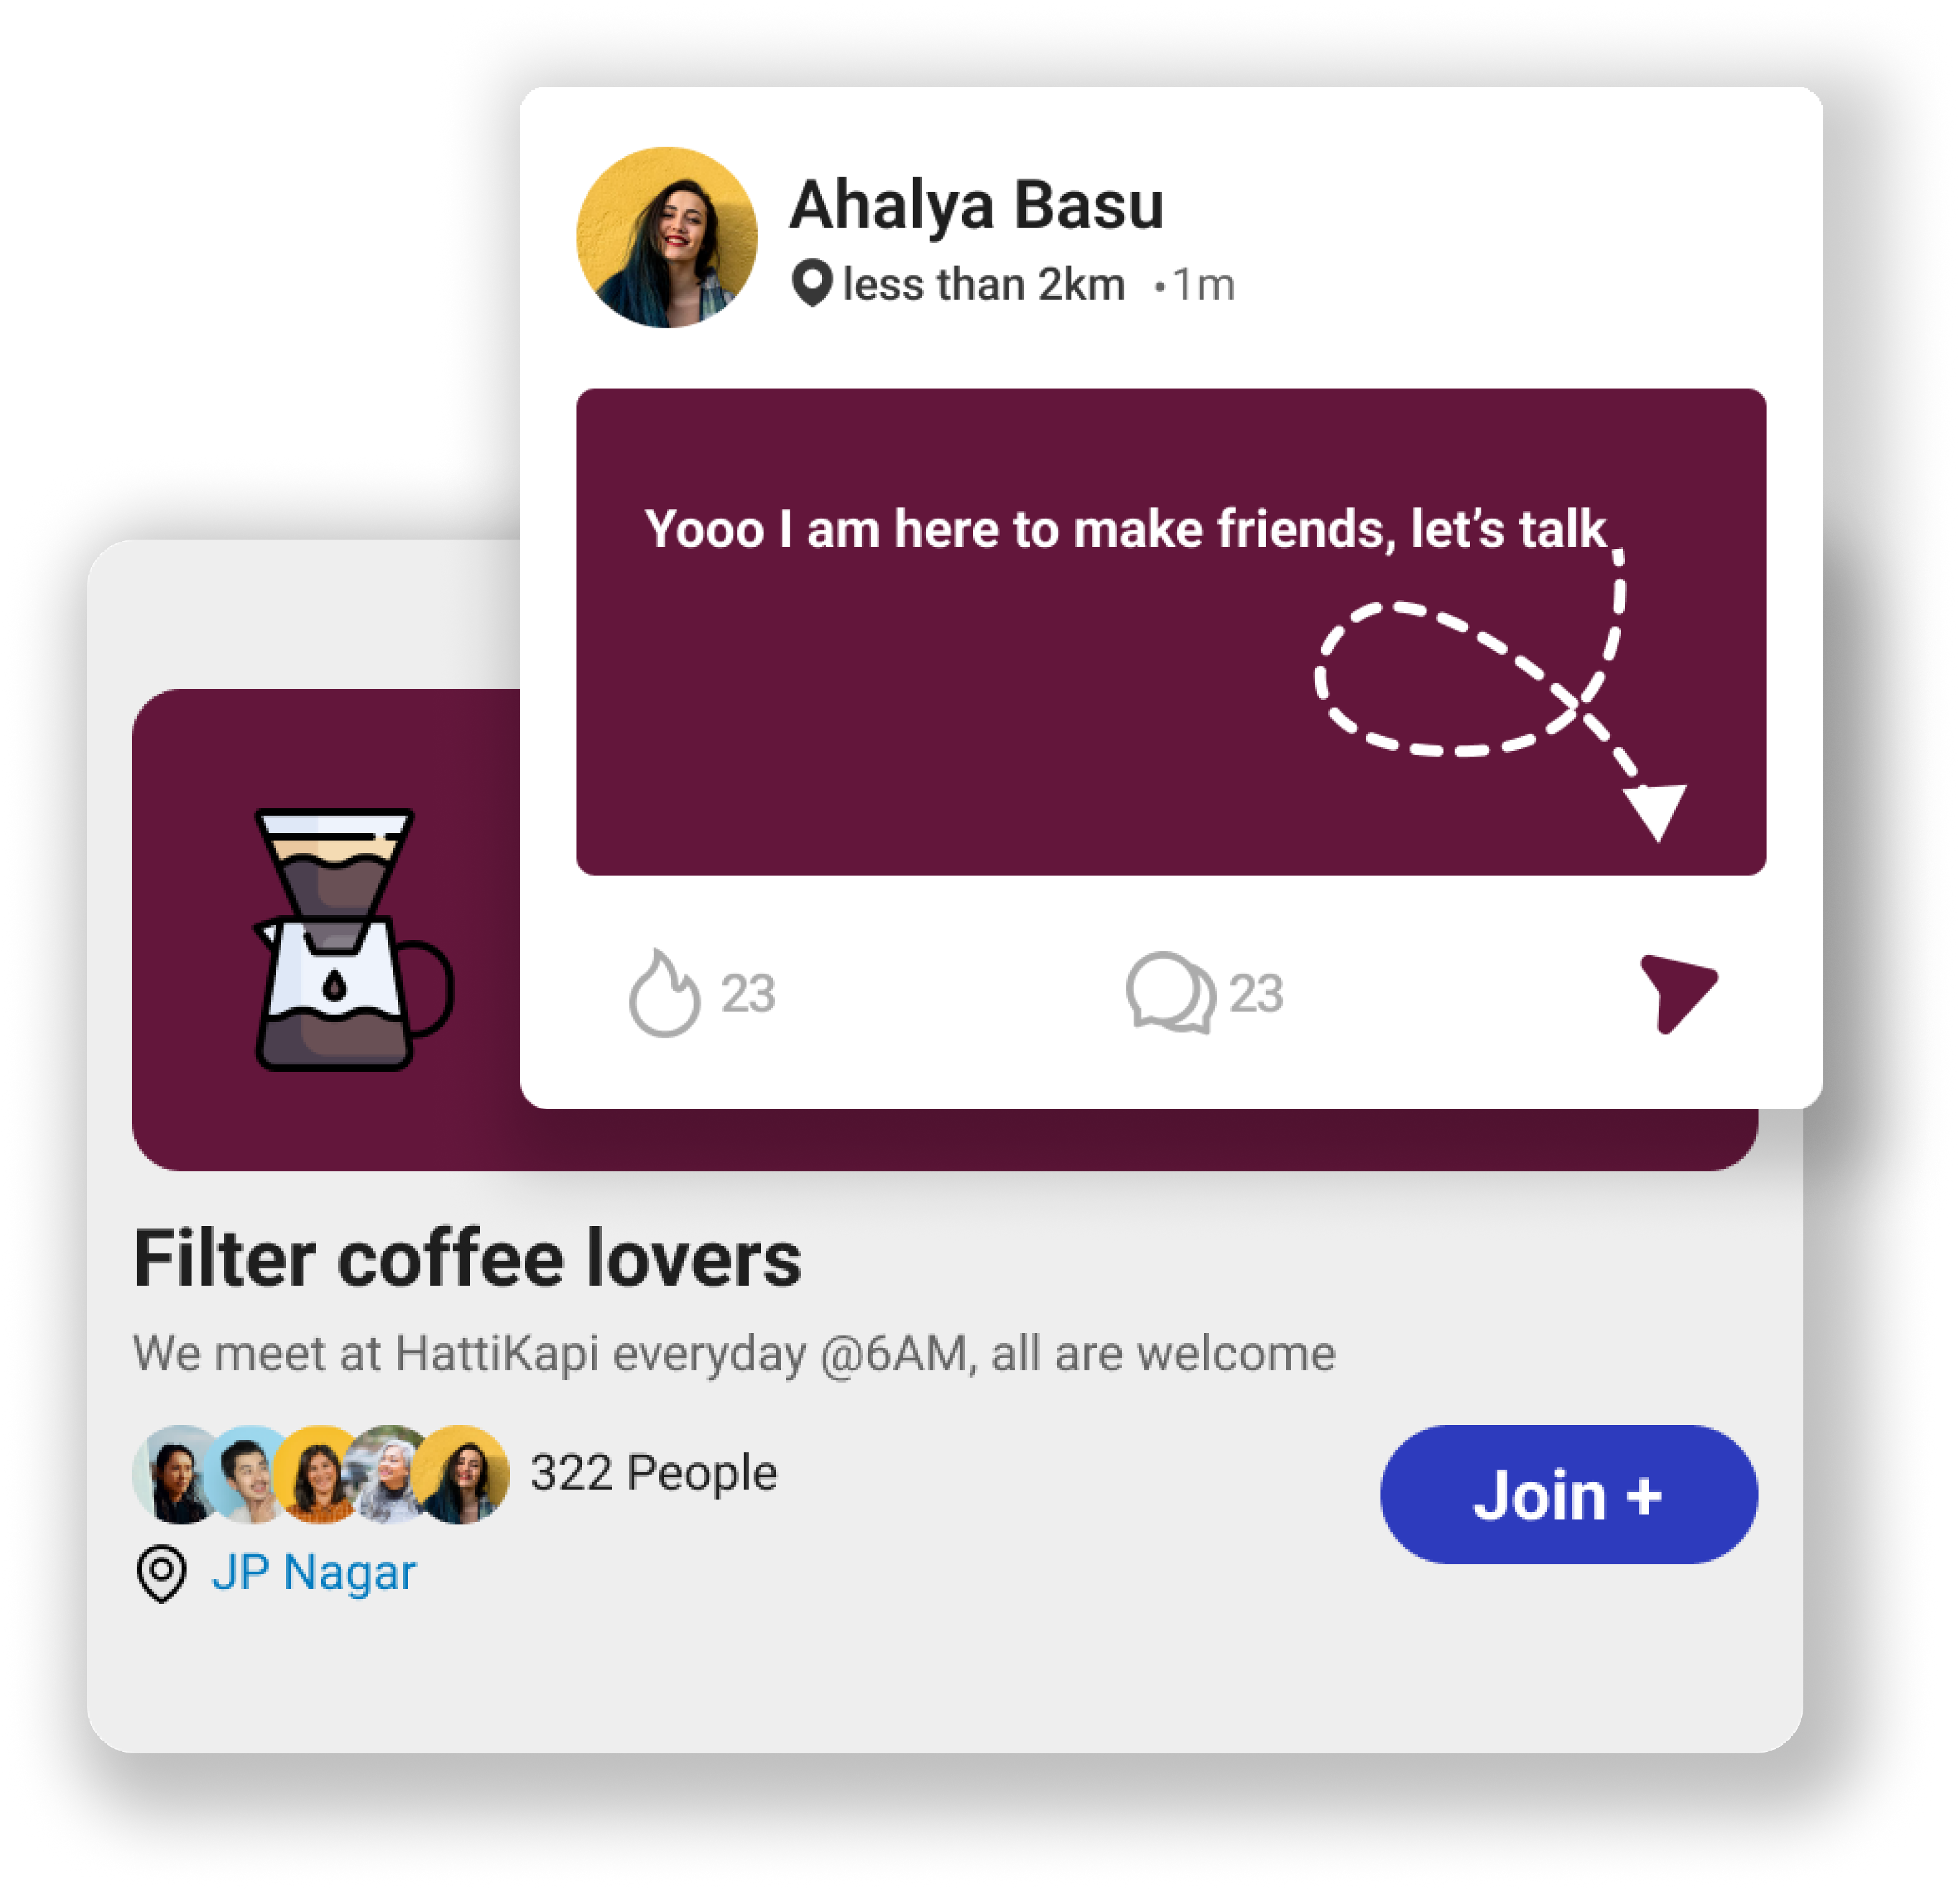 Ahalya Basu
less than 2km •1m
Yooo I am here to make friends, let’s talk
23 23
Filter coffee lovers
We meet at HattiKapi everyday @6AM, all are welcome
322 People
Join +
JP Nagar